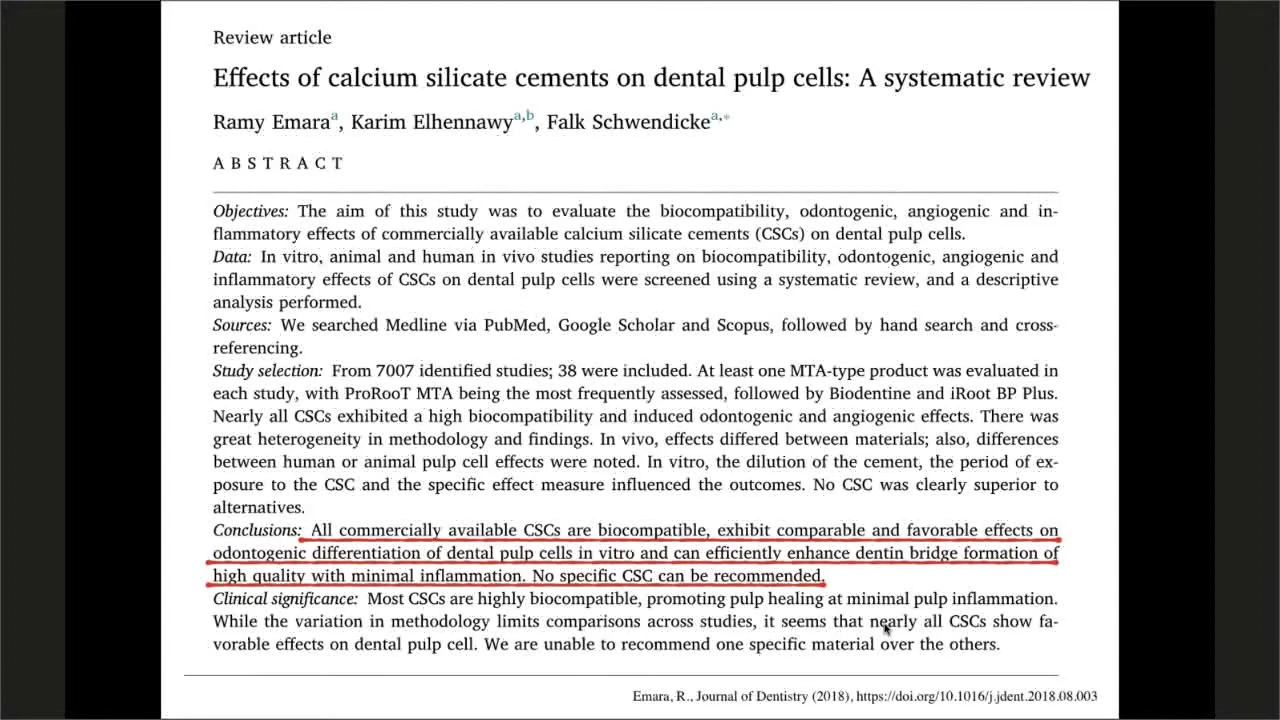 Review article
Effects of calcium silicate cements on dental pulp cells: A systematic review
Ramy Emaraa, Karim Elhennawya,b, Falk Schwendickea,*
ABSTRACT
Objectives: The aim of this study was to evaluate the biocompatibility, odontogenic, angiogenic and in-
flammatory effects of commercially available calcium silicate cements (CSCs) on dental pulp cells.
Data: In vitro, animal and human in vivo studies reporting on biocompatibility, odontogenic, angiogenic and
inflammatory effects of CSCs on dental pulp cells were screened using a systematic review, and a descriptive
analysis performed.
Sources: We searched Medline via PubMed, Google Scholar and Scopus, followed by hand search and cross-
referencing.
Study selection: From 7007 identified studies; 38 were included. At least one MTA-type product was evaluated in
each study, with ProRooT MTA being the most frequently assessed, followed by Biodentine and iRoot BP Plus.
Nearly all CSCs exhibited a high biocompatibility and induced odontogenic and angiogenic effects. There was
great heterogeneity in methodology and findings. In vivo, effects differed between materials; also, differences
between human or animal pulp cell effects were noted. In vitro, the dilution of the cement, the period of ex-
posure to the CSC and the specific effect measure influenced the outcomes. No CSC was clearly superior to
alternatives.
Conclusions: All commercially available CSCs are biocompatible, exhibit comparable and favorable effects on
odontogenic differentiation of dental pulp cells in vitro and can efficiently enhance dentin bridge formation of
high quality with minimal inflammation. No specific CSC can be recommended.
Clinical significance: Most CSCs are highly biocompatible, promoting pulp healing at minimal pulp inflammation.
While the variation in methodology limits comparisons across studies, it seems that nearly all CSCs show fa-
vorable effects on dental pulp cell. We are unable to recommend one specific material over the others.
Emara, R., Journal of Dentistry (2018), https://doi.org/10.1016/j.jdent.2018.08.003